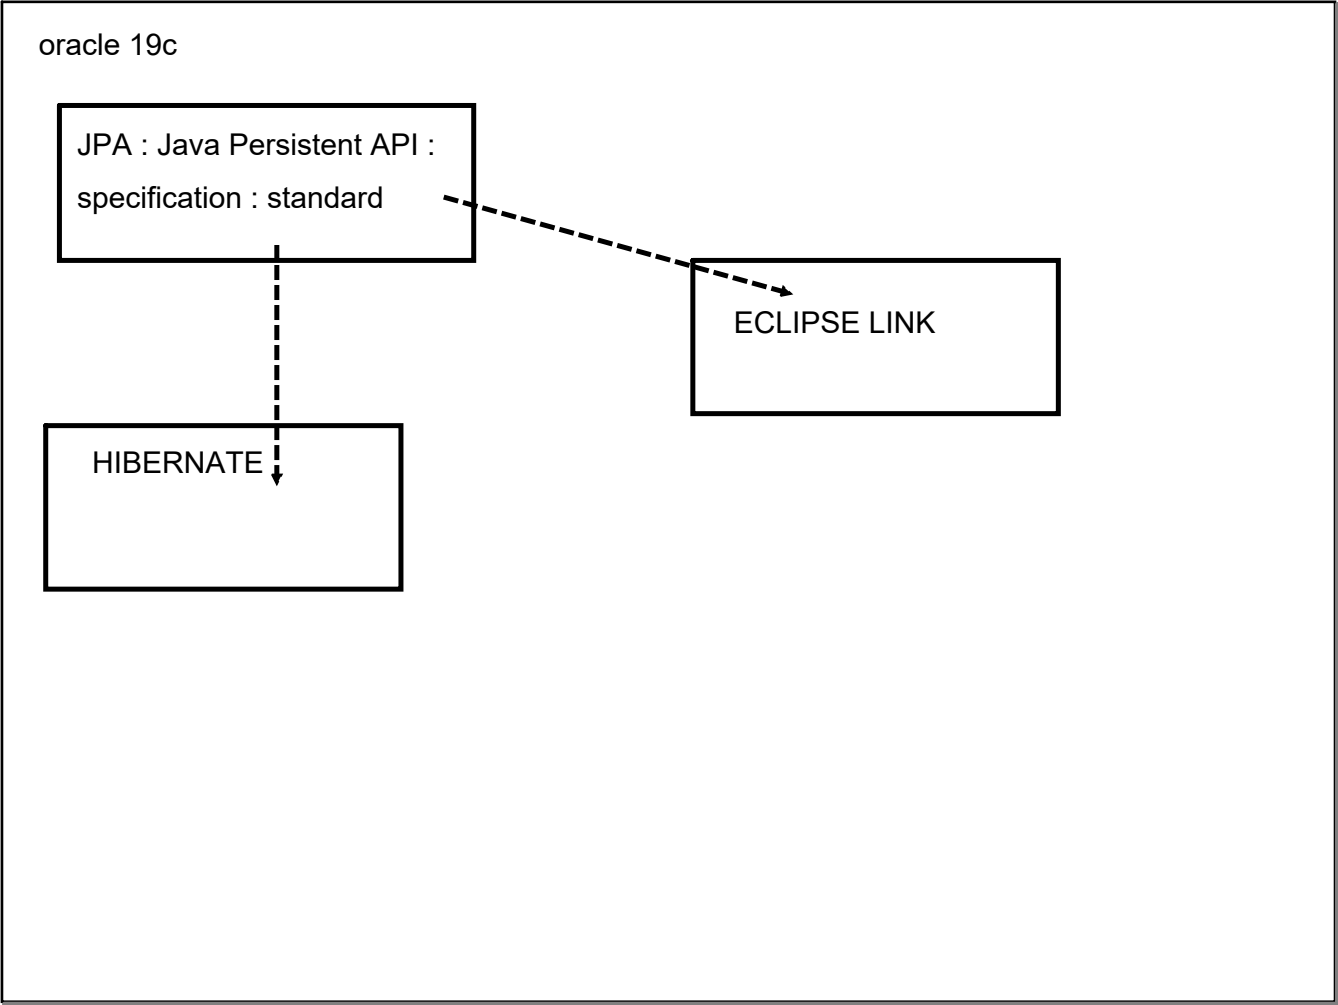 oracle 19c
JPA : Java Persistent API :
specification : standard
ECLIPSE LINK
HIBERNATE